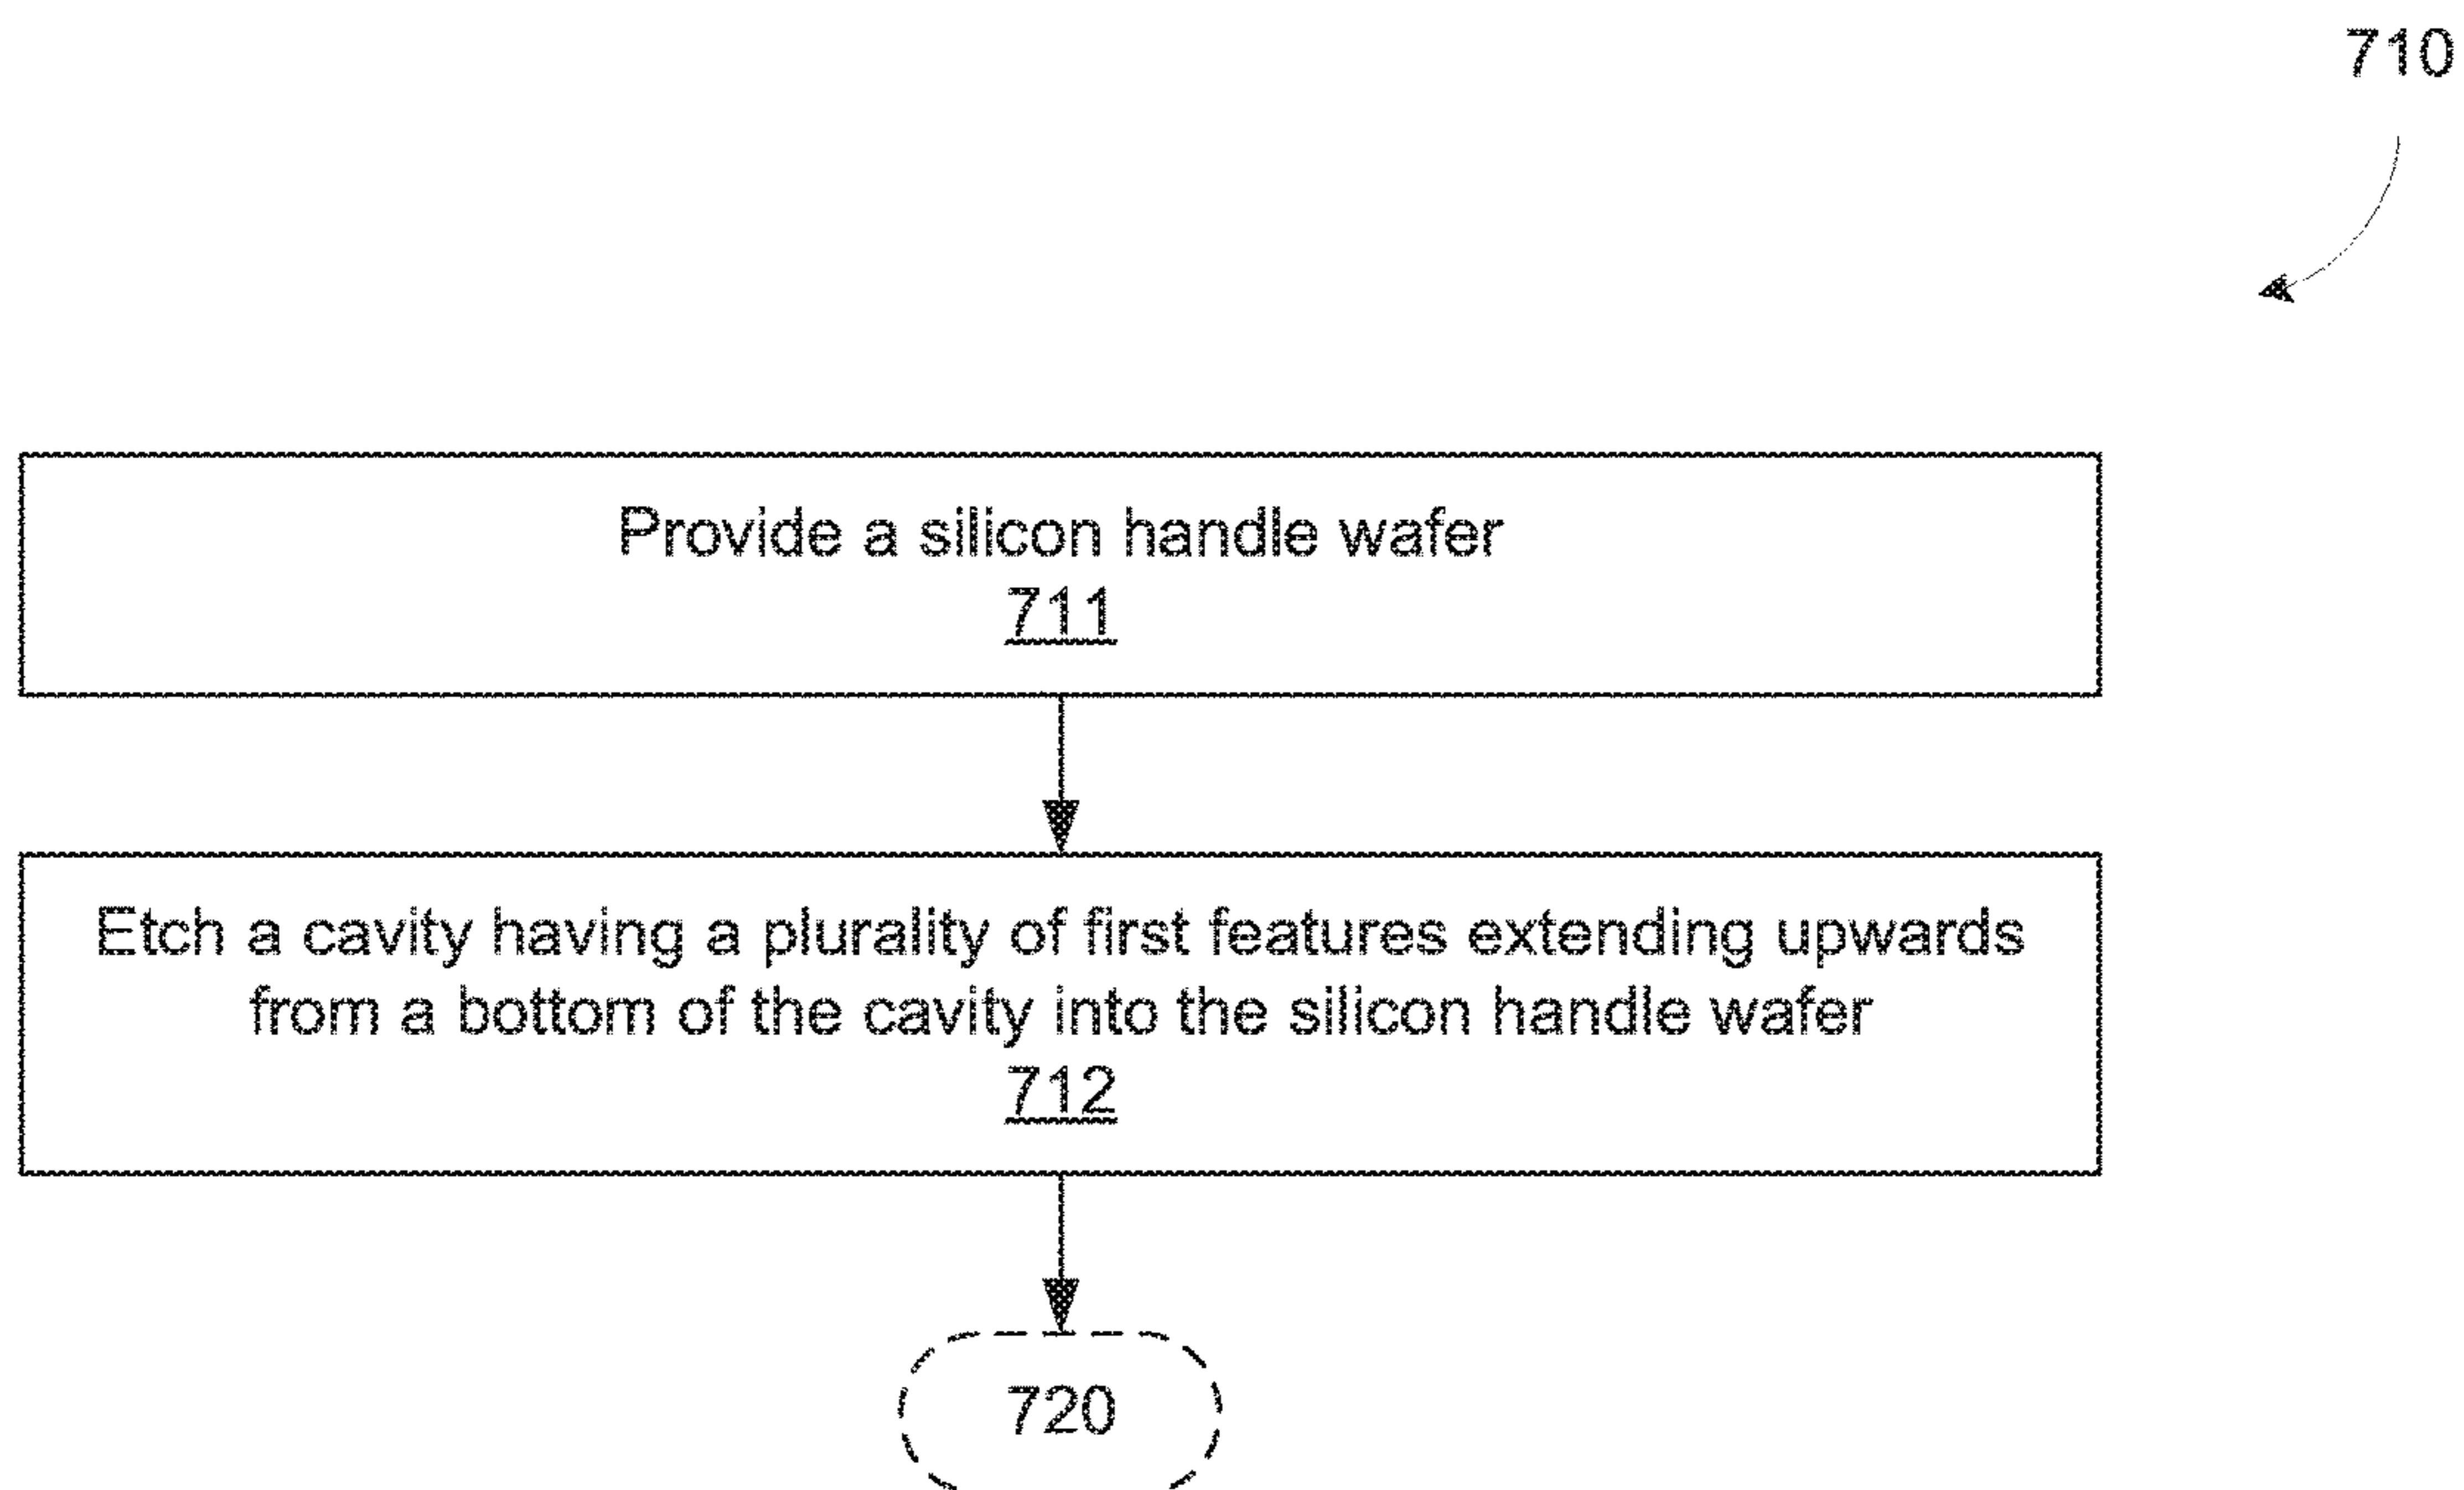 710
Provide a silicon handle wafer
711
Etch a cavity having a plurality of first features extending upwards
from a bottom of the cavity into the silicon handle wafer
712
720